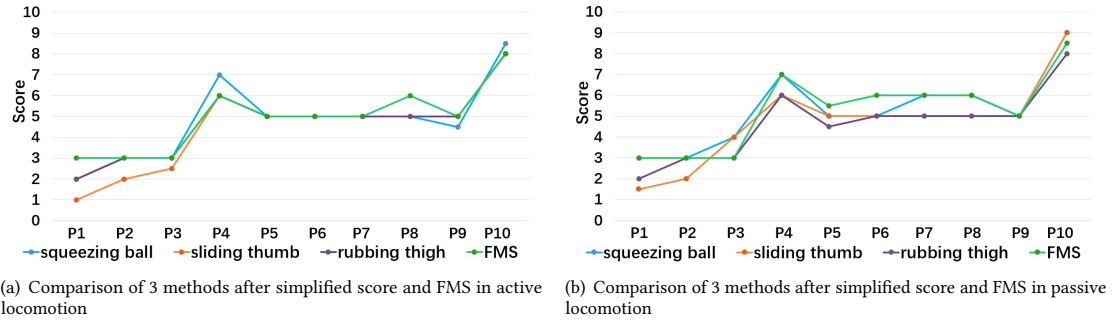 10
9
8
7
6
5
4
3
2
1
0
Score
P1 P2 P3 P4 P5 P6 P7 P8 P9 P10
squeezing ball sliding thumb rubbing thigh FMS
(a) Comparison of 3 methods after simplified score and FMS in active
locomotion
10
9
8
7
6
5
4
3
2
1
0
Score
P1 P2 P3 P4 P5 P6 P7 P8 P9 P10
squeezing ball sliding thumb rubbing thigh FMS
(b) Comparison of 3 methods after simplified score and FMS in passive
locomotion